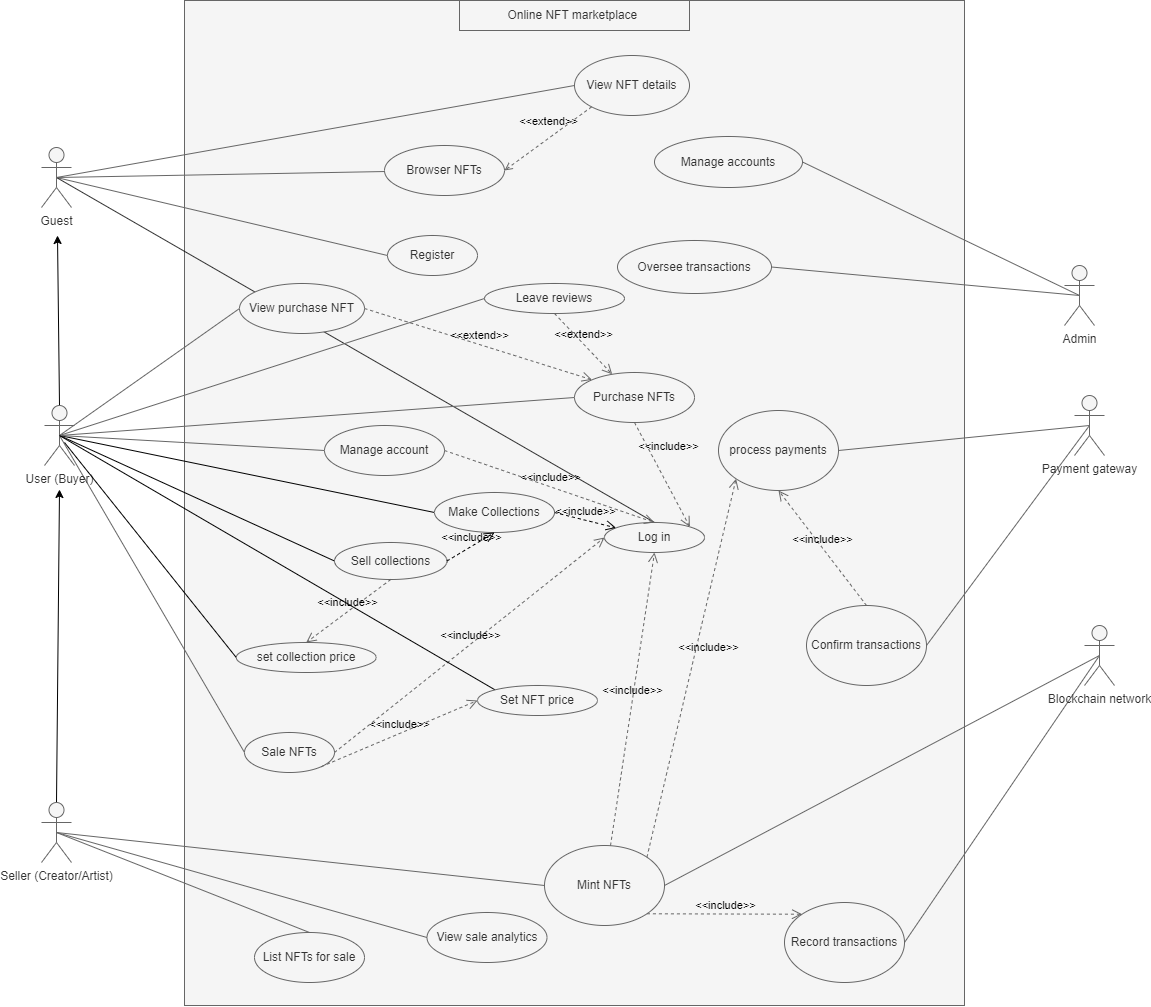 Online NFT marketplace
View NFT details
<<extend>>
Browser NFTs
Manage accounts
Guest
Register
Oversee transactions
View purchase NFT
Leave reviews
<<extend>>
<<extend>>
Admin
Purchase NFTs
Manage account
<<include>>
process payments
Payment gateway
User (Buyer)
<<include>>
Make Collections
<<include>>
<<include>>
Log in
<<include>>
Sell collections
<<include>>
<<include>>
<<include>>
Confirm transactions
set collection price
<<include>>
Set NFT price
Blockchain network
<<include>>
Sale NFTs
Seller (Creator/Artist)
Mint NFTs
<<include>>
View sale analytics
Record transactions
List NFTs for sale